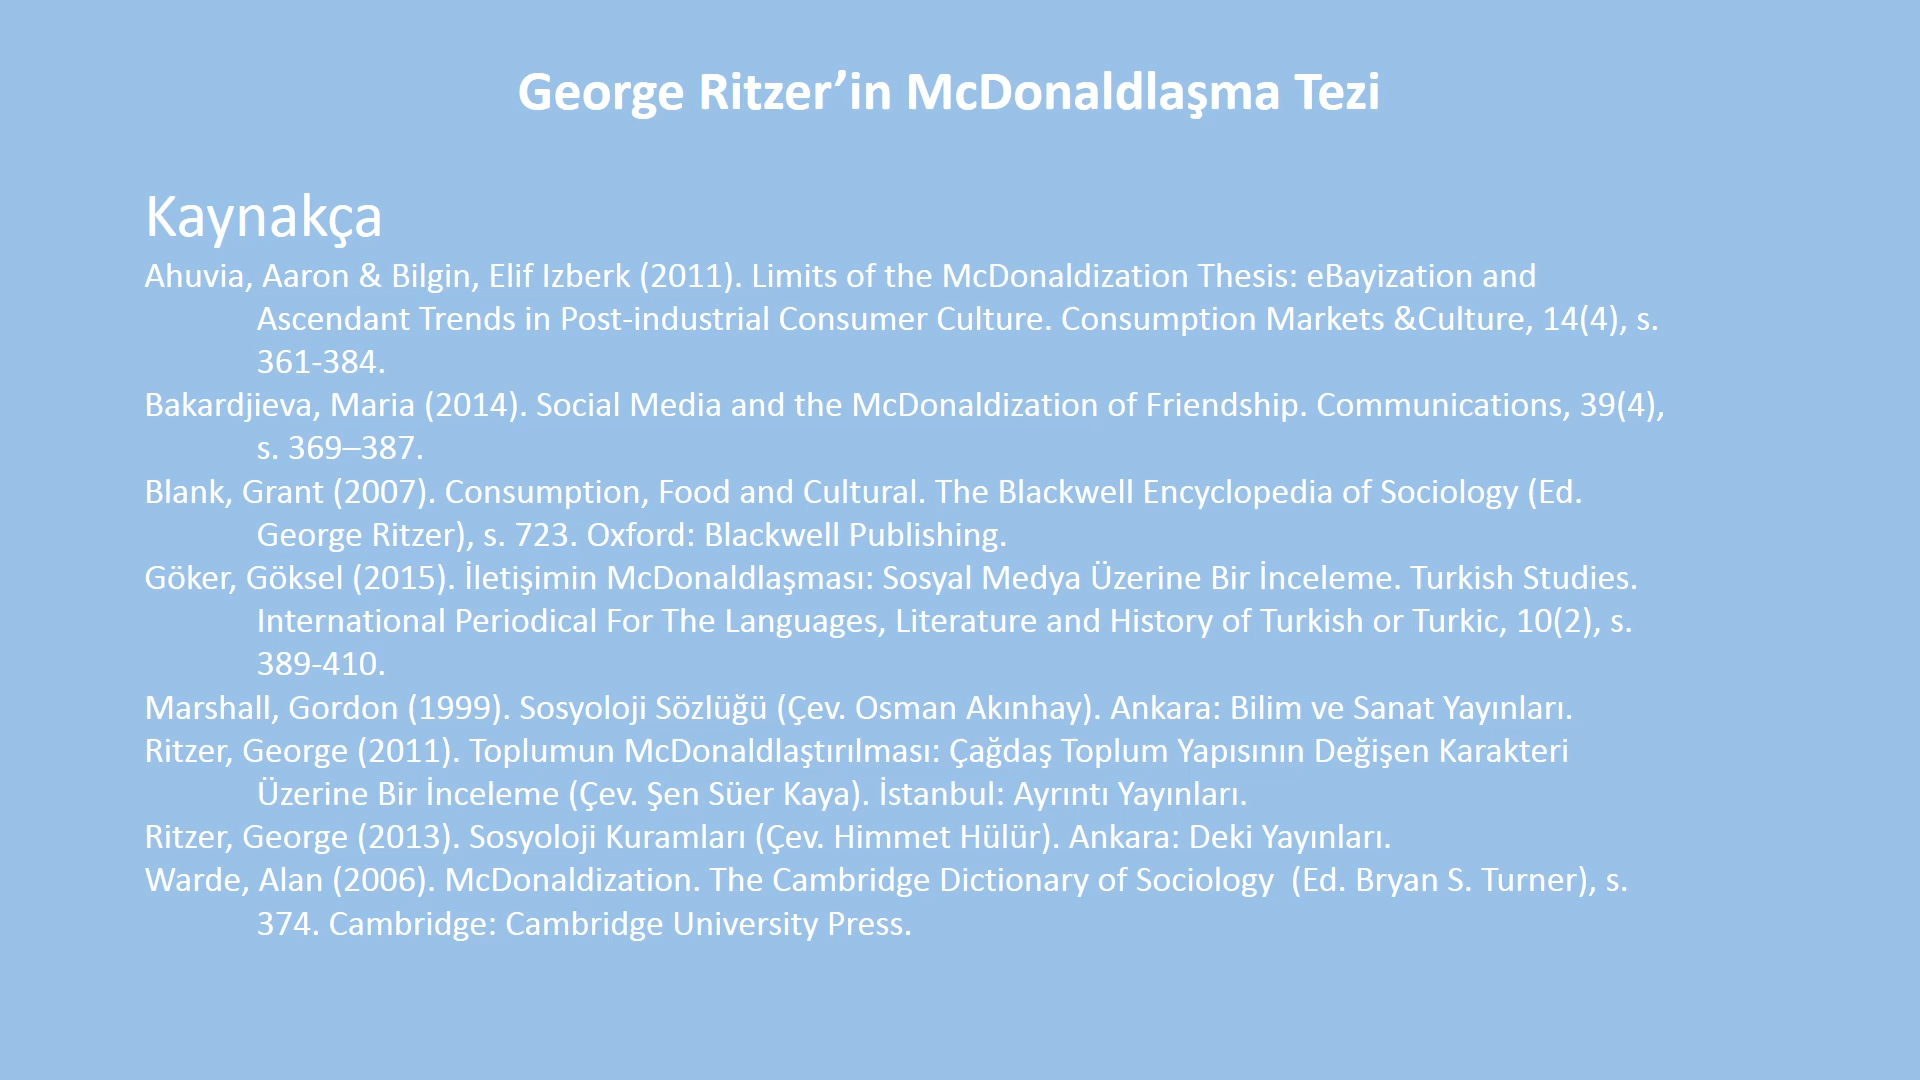 George Ritzer’in McDonaldlaşma Tezi
Kaynakça
Ahuvia, Aaron & Bilgin, Elif Izberk (2011). Limits of the McDonaldization Thesis: eBayization and
Ascendant Trends in Post-industrial Consumer Culture. Consumption Markets &Culture, 14(4), s.
361-384.
Bakardjieva, Maria (2014). Social Media and the McDonaldization of Friendship. Communications, 39(4),
s. 369–387.
Blank, Grant (2007). Consumption, Food and Cultural. The Blackwell Encyclopedia of Sociology (Ed.
George Ritzer), s. 723. Oxford: Blackwell Publishing.
Göker, Göksel (2015). İletişimin McDonaldlaşması: Sosyal Medya Üzerine Bir İnceleme. Turkish Studies.
International Periodical For The Languages, Literature and History of Turkish or Turkic, 10(2), s.
389-410.
Marshall, Gordon (1999). Sosyoloji Sözlüğü (Çev. Osman Akınhay). Ankara: Bilim ve Sanat Yayınları.
Ritzer, George (2011). Toplumun McDonaldlaştırılması: Çağdaş Toplum Yapısının Değişen Karakteri
Üzerine Bir İnceleme (Çev. Şen Süer Kaya). İstanbul: Ayrıntı Yayınları.
Ritzer, George (2013). Sosyoloji Kuramları (Çev. Himmet Hülür). Ankara: Deki Yayınları.
Warde, Alan (2006). McDonaldization. The Cambridge Dictionary of Sociology  (Ed. Bryan S. Turner), s.
374. Cambridge: Cambridge University Press.